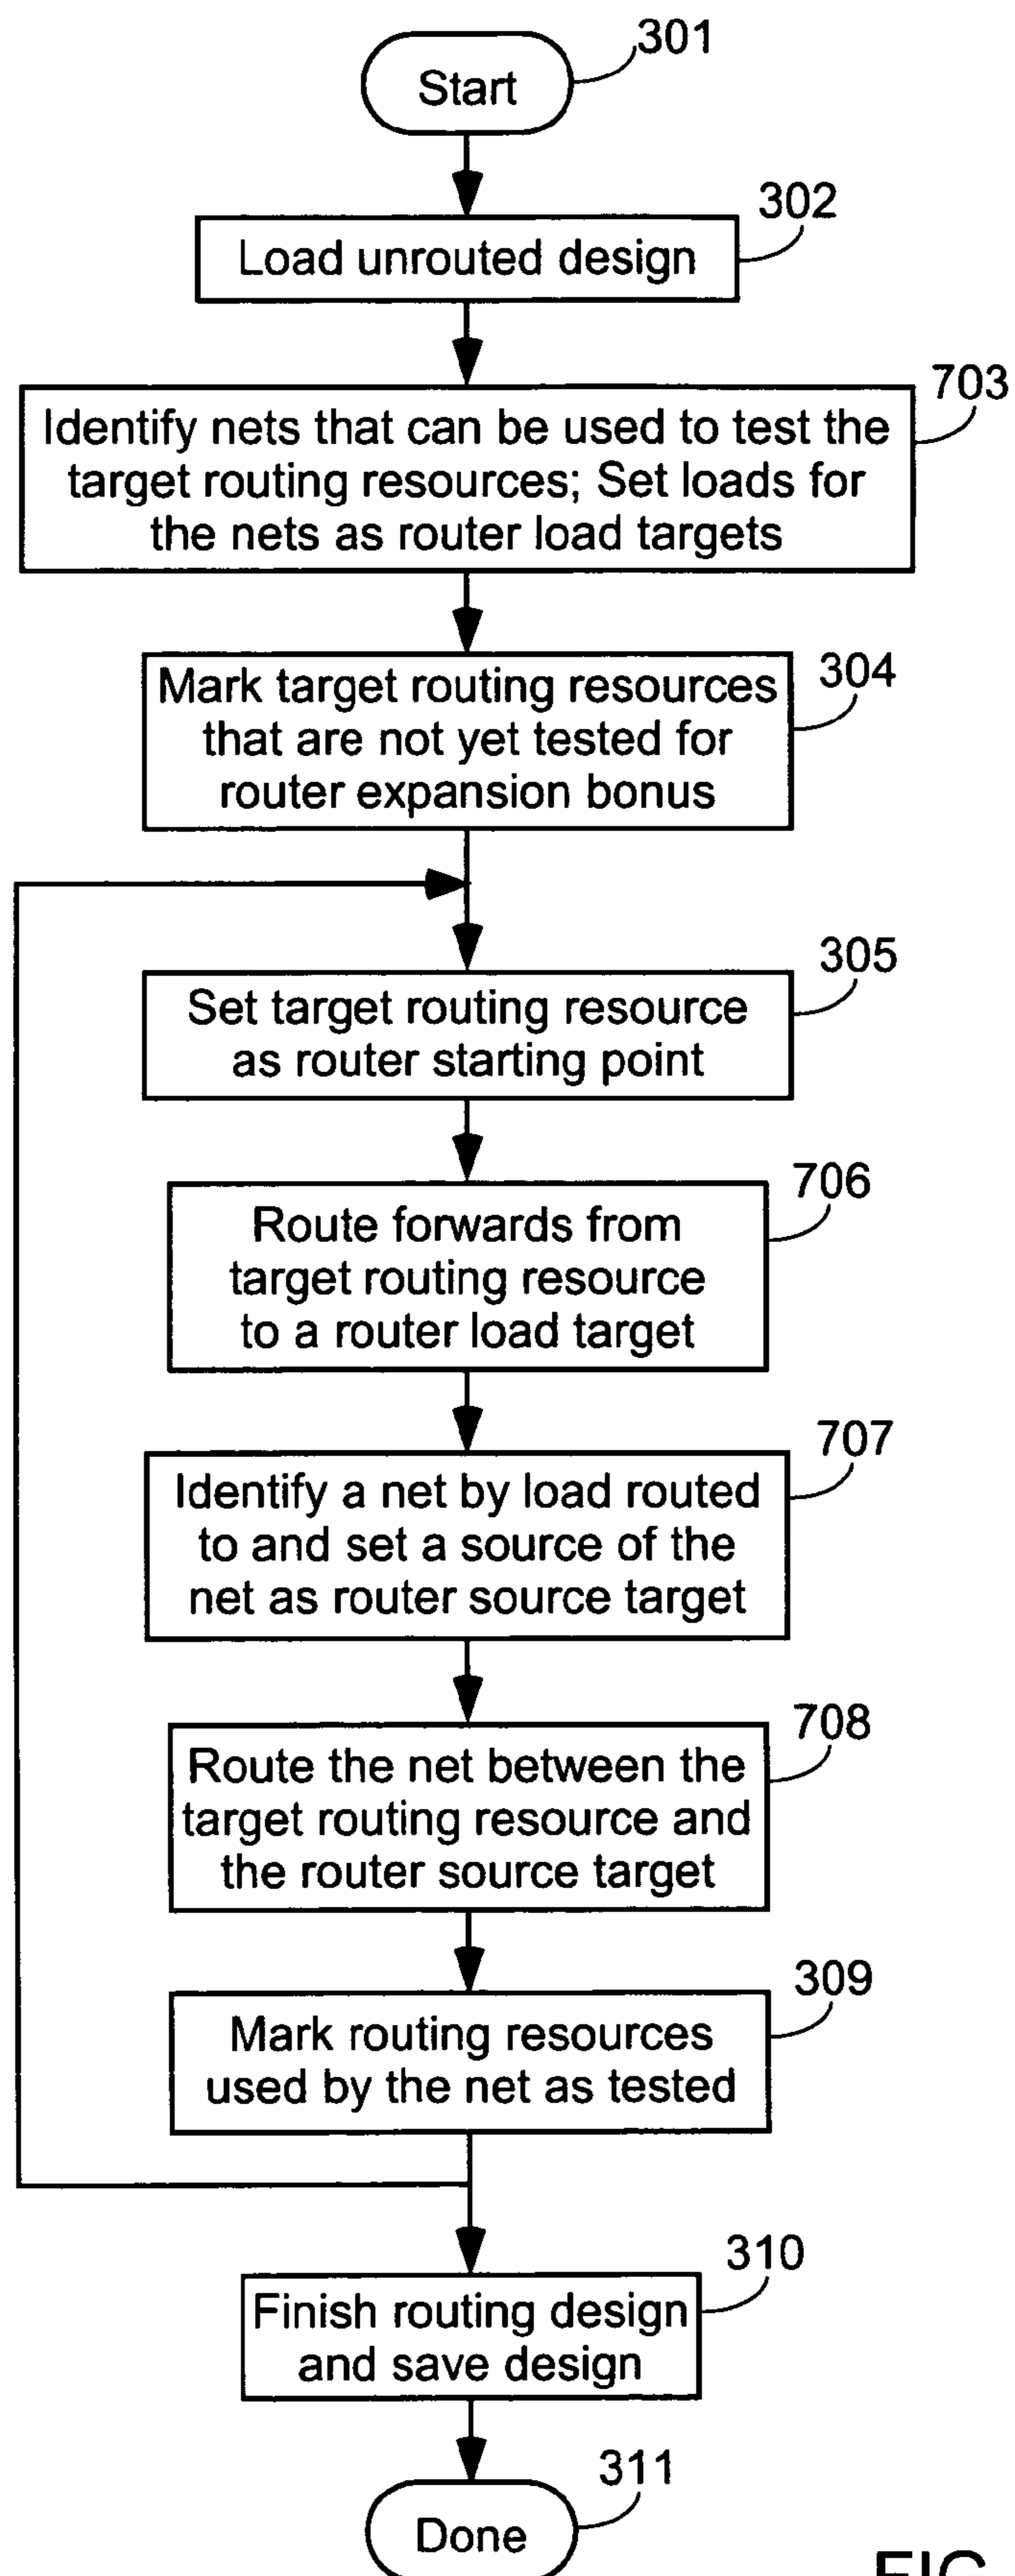 301
Start
302
Load unrouted design
703
Identify nets that can be used to test the
target routing resources; Set loads for
the nets as router load targets
304
Mark target routing resources
that are not yet tested for
router expansion bonus
305
Set target routing resource
as router starting point
706
Route forwards from
target routing resource
to a router load target
707
Identify a net by load routed
to and set a source of the
net as router source target
708
Route the net between the
target routing resource and
the router source target
309
Mark routing resources
used by the net as tested
310
Finish routing design
and save design
311
Done
FIG